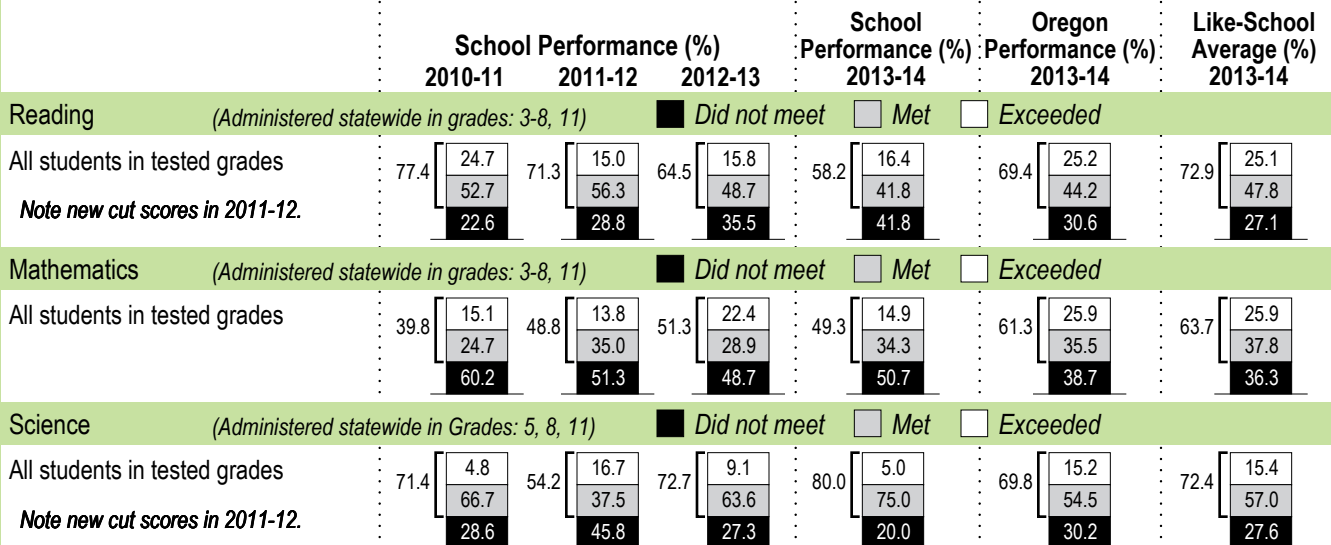 School Performance (%)
School Performance (%)
Oregon Performance (%)
Like-School Average (%)
2010-11 2011-12 2012-13 2013-14 2013-14 2013-14
Reading (Administered statewide in grades: 3-8, 11) Did not meet Met Exceeded
All students in tested grades
Note new cut scores in 2011-12.
77.4 24.7 71.3 15.0 64.5 15.8 58.2 16.4 69.4 25.2 72.9 25.1
52.7 56.3 48.7 41.8 44.2 47.8
22.6 28.8 35.5 41.8 30.6 27.1
Mathematics (Administered statewide in grades: 3-8, 11) Did not meet Met Exceeded
All students in tested grades
39.8 15.1 48.8 13.8 51.3 22.4 49.3 14.9 61.3 25.9 63.7 25.9
24.7 35.0 28.9 34.3 35.5 37.8
60.2 51.3 48.7 50.7 38.7 36.3
Science (Administered statewide in Grades: 5, 8, 11) Did not meet Met Exceeded
All students in tested grades
Note new cut scores in 2011-12.
71.4 4.8 54.2 16.7 72.7 9.1 80.0 5.0 69.8 15.2 72.4 15.4
66.7 37.5 63.6 75.0 54.5 57.0
28.6 45.8 27.3 20.0 30.2 27.6